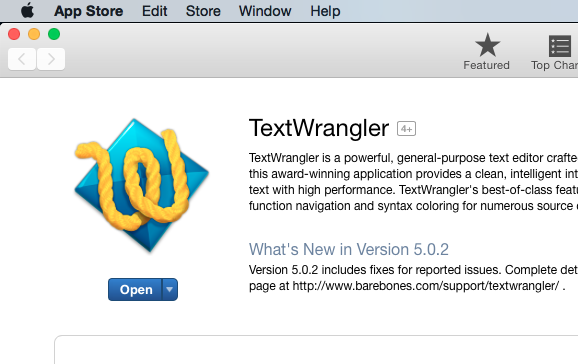 App Store Edit Store Window Help
Featured Top Char
TextWrangler 4+
TextWrangler is a powerful, general-purpose text editor crafte
this award-winning application provides a clean, intelligent int
text with high performance. TextWrangler's best-of-class featu
function navigation and syntax coloring for numerous source
What's New in Version 5.0.2
Version 5.0.2 includes fixes for reported issues. Complete det
page at http://www.barebones.com/support/textwrangler/ .
Open